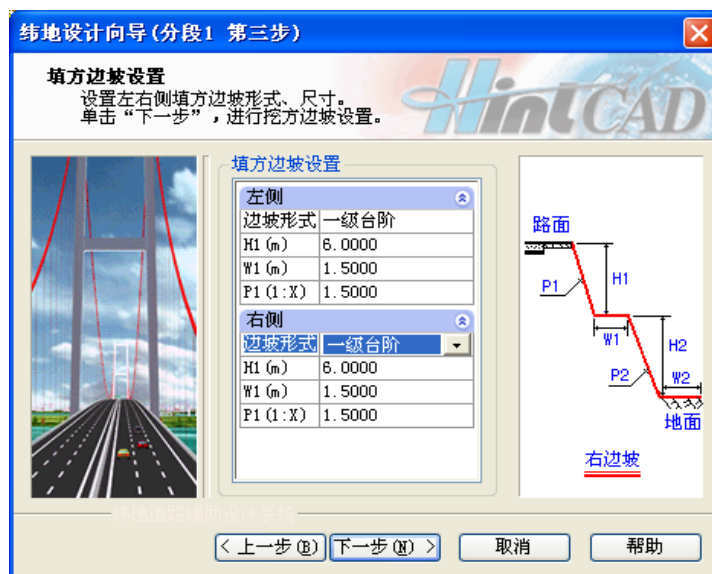 纬地设计向导(分段1 第三步)
填方边坡设置
设置左右侧填方边坡形式、尺寸。
单击“下一步”,进行挖方边坡设置。
HintCAD
填方边坡设置
左侧
边坡形式 一级台阶
H1(m) 6.0000
W1(m) 1.5000
P1(1:X) 1.5000
右侧
边坡形式 一级台阶
H1(m) 6.0000
W1(m) 1.5000
P1(1:X) 1.5000
路面
P1
H1
W1
H2
P2
W2
地面
右边坡
纬地道路辅助设计系统
< 上一步(B) 下一步(N) > 取消 帮助